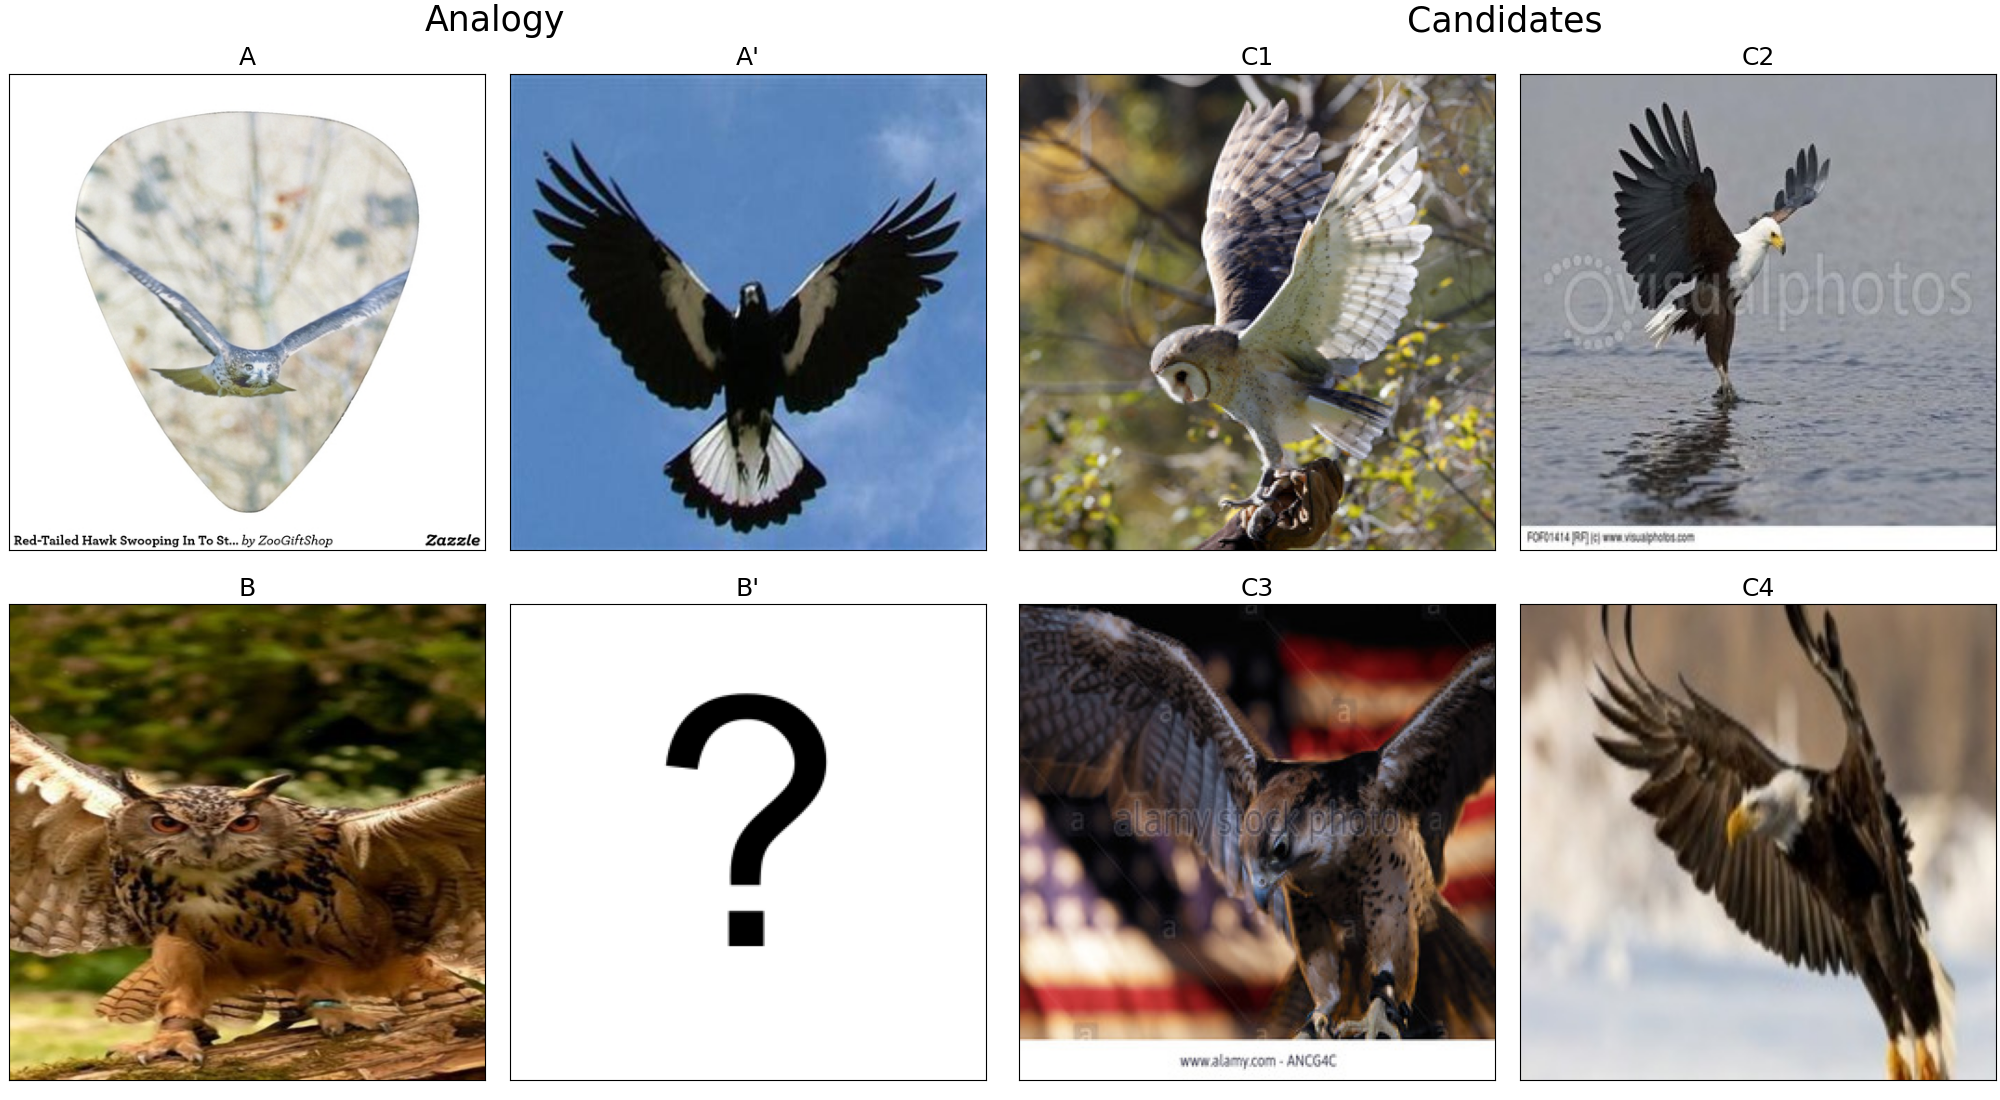 Analogy
Candidates
A
A'
C1
C2
Red-Tailed Hawk Swooping In To St... by ZooGiftShop
Zazzle
visualphotos
FOF01414 [RF] (c) www.visualphotos.com
B
B'
C3
C4
?
a a
a a
a alamy stock photo a
a a
a a a
www.alamy.com - ANCG4C